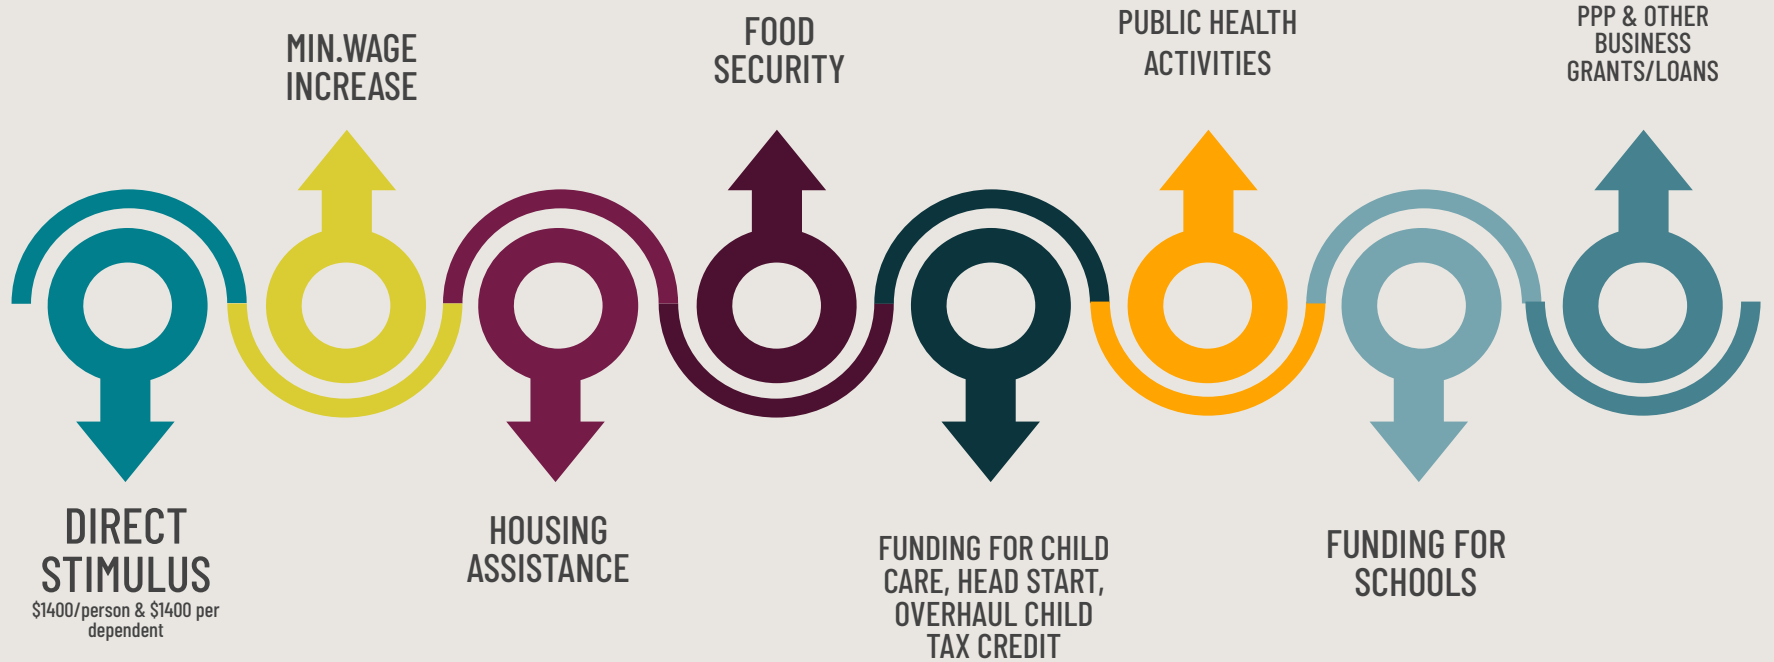 DIRECT
STIMULUS
$1400/person & $1400 per
dependent
MIN.WAGE
INCREASE
HOUSING
ASSISTANCE
FOOD
SECURITY
FUNDING FOR CHILD
CARE, HEAD START,
OVERHAUL CHILD
TAX CREDIT
PUBLIC HEALTH
ACTIVITIES
FUNDING FOR
SCHOOLS
PPP & OTHER
BUSINESS
GRANTS/LOANS